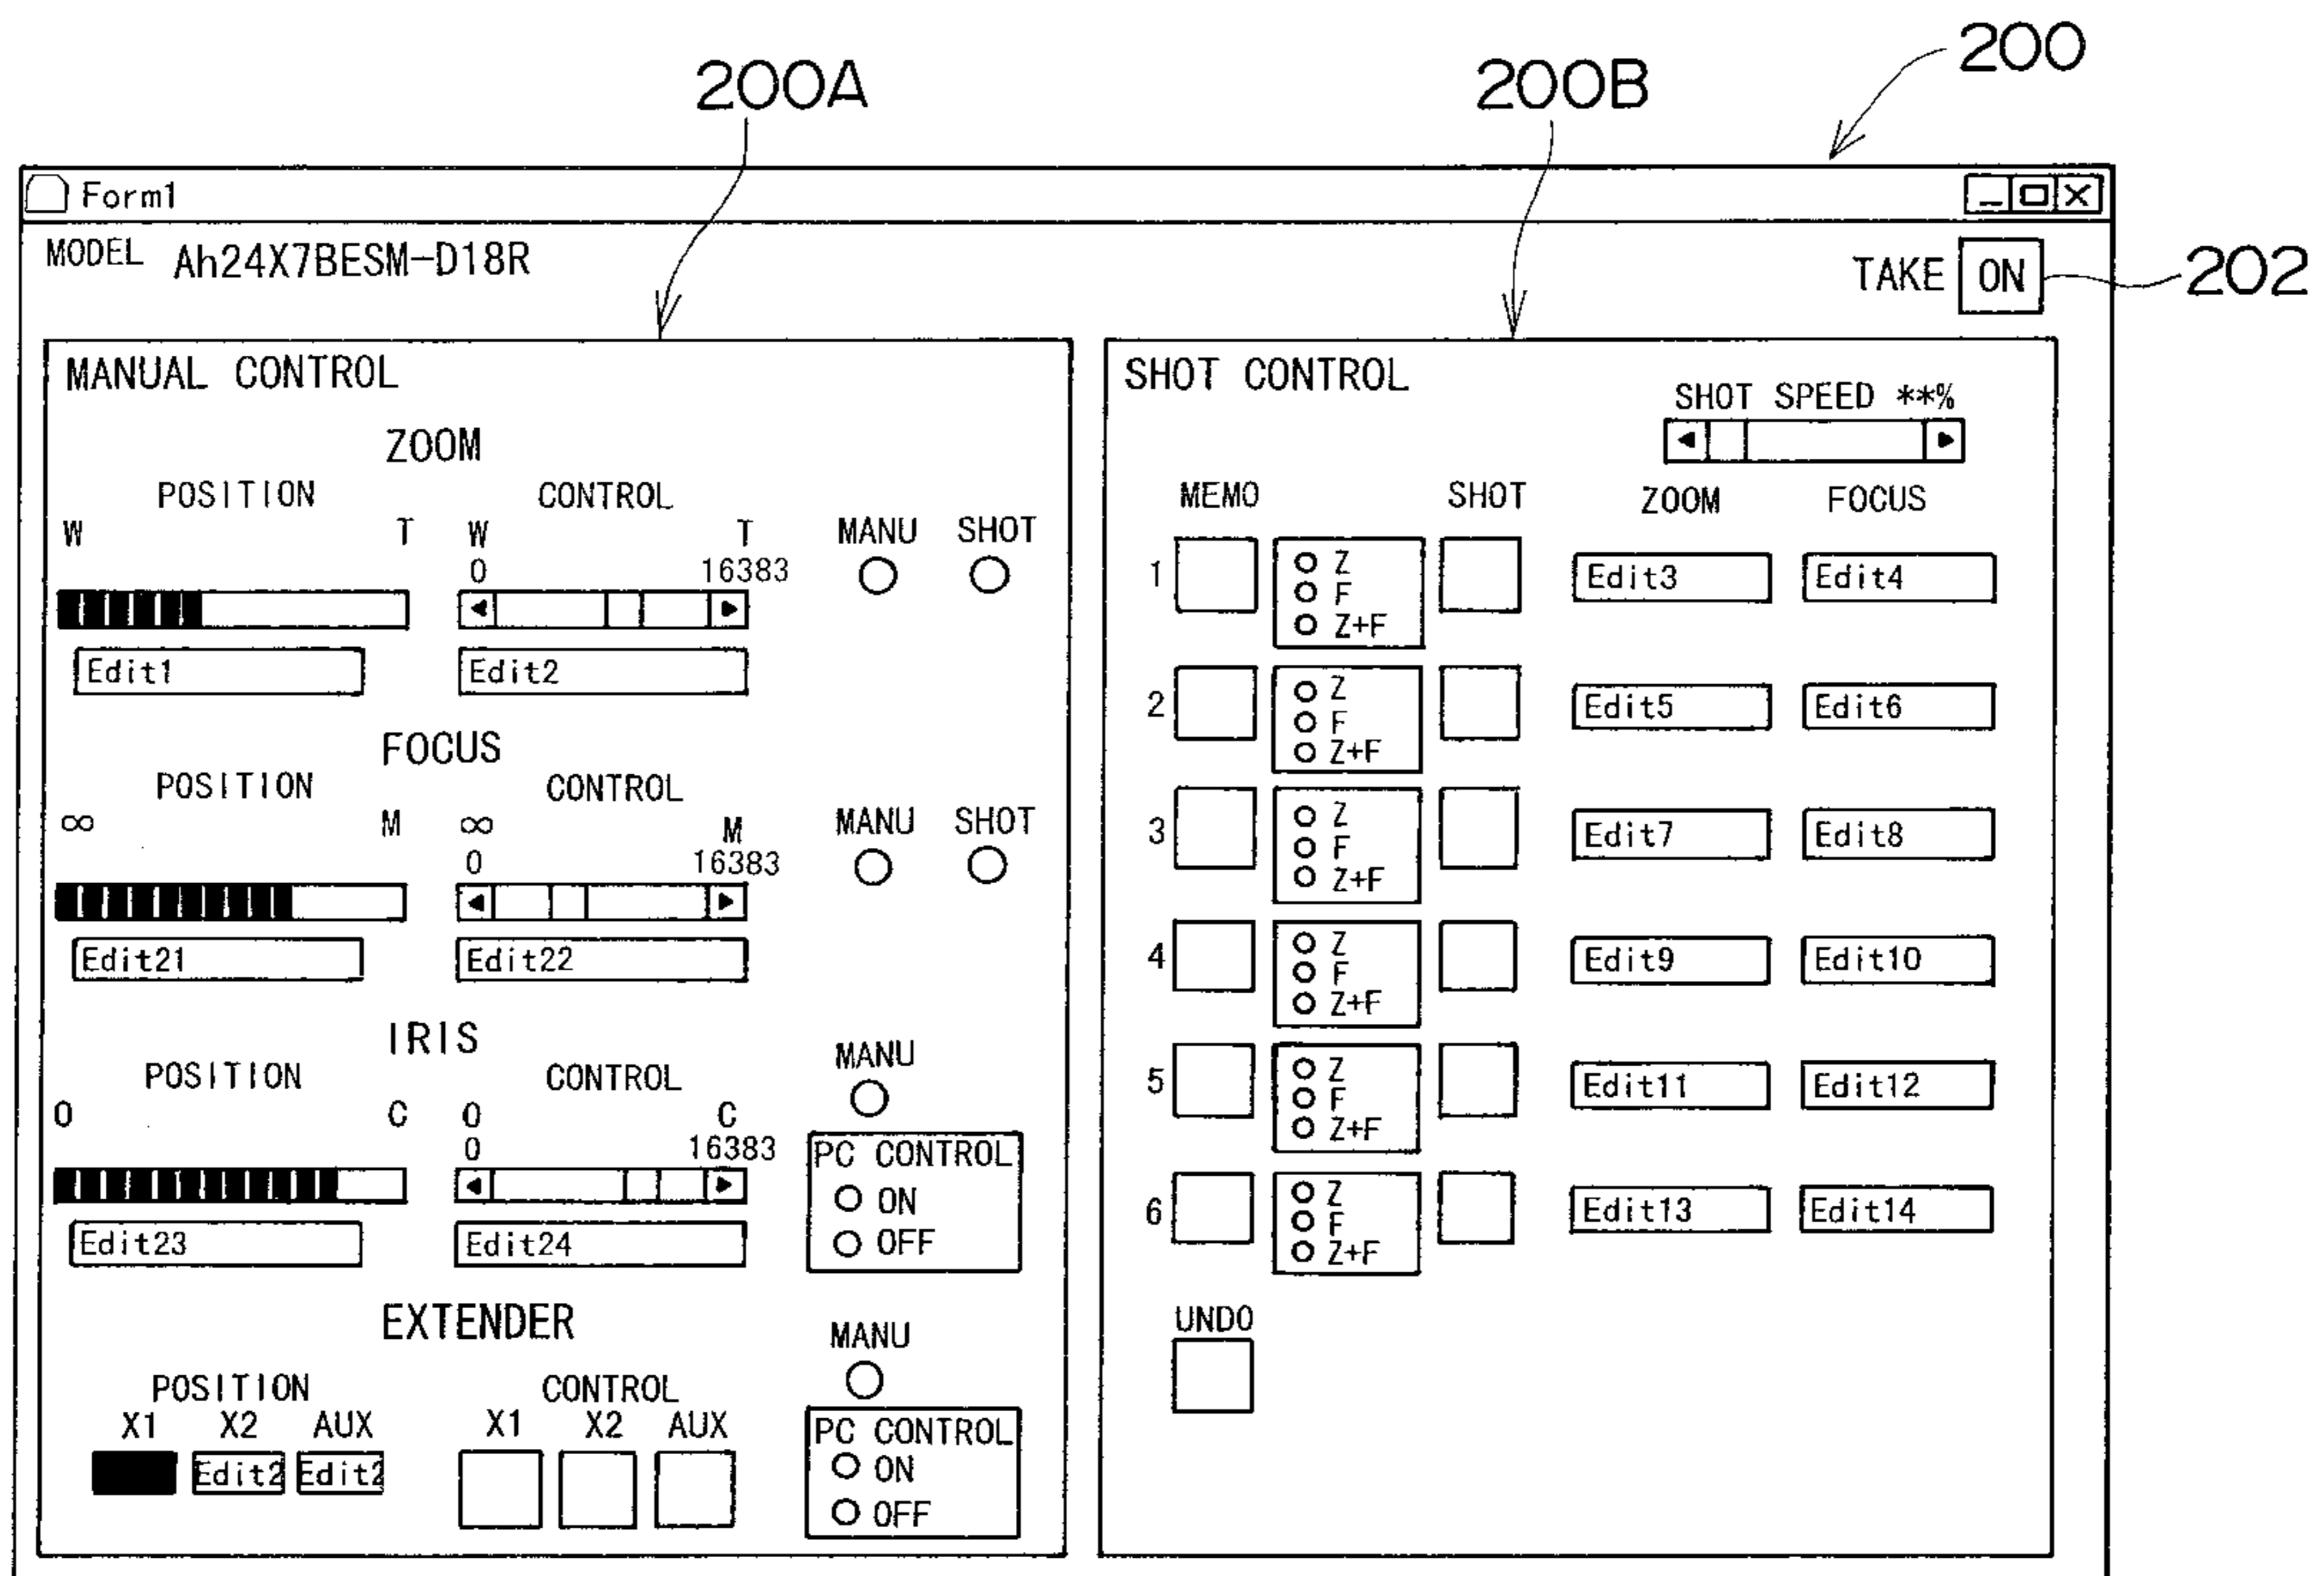 200
200A
200B
Form1
MODEL Ah24X7BESM-D18R
TAKE ON
202
MANUAL CONTROL
ZOOM
POSITION
CONTROL
W T
W T
0 16383
MANU SHOT
Edit1
Edit2
FOCUS
POSITION
CONTROL
∞ M
∞ M
0 16383
MANU SHOT
Edit21
Edit22
IRIS
POSITION
CONTROL
O C
O C
0 16383
MANU
PC CONTROL
ON
OFF
Edit23
Edit24
EXTENDER
POSITION
CONTROL
X1 X2 AUX
X1 X2 AUX
Edit2 Edit2
MANU
PC CONTROL
ON
OFF
SHOT CONTROL
SHOT SPEED **%
MEMO SHOT ZOOM FOCUS
1
Z
F
Z+F
Edit3 Edit4
2
Z
F
Z+F
Edit5 Edit6
3
Z
F
Z+F
Edit7 Edit8
4
Z
F
Z+F
Edit9 Edit10
5
Z
F
Z+F
Edit11 Edit12
6
Z
F
Z+F
Edit13 Edit14
UNDO